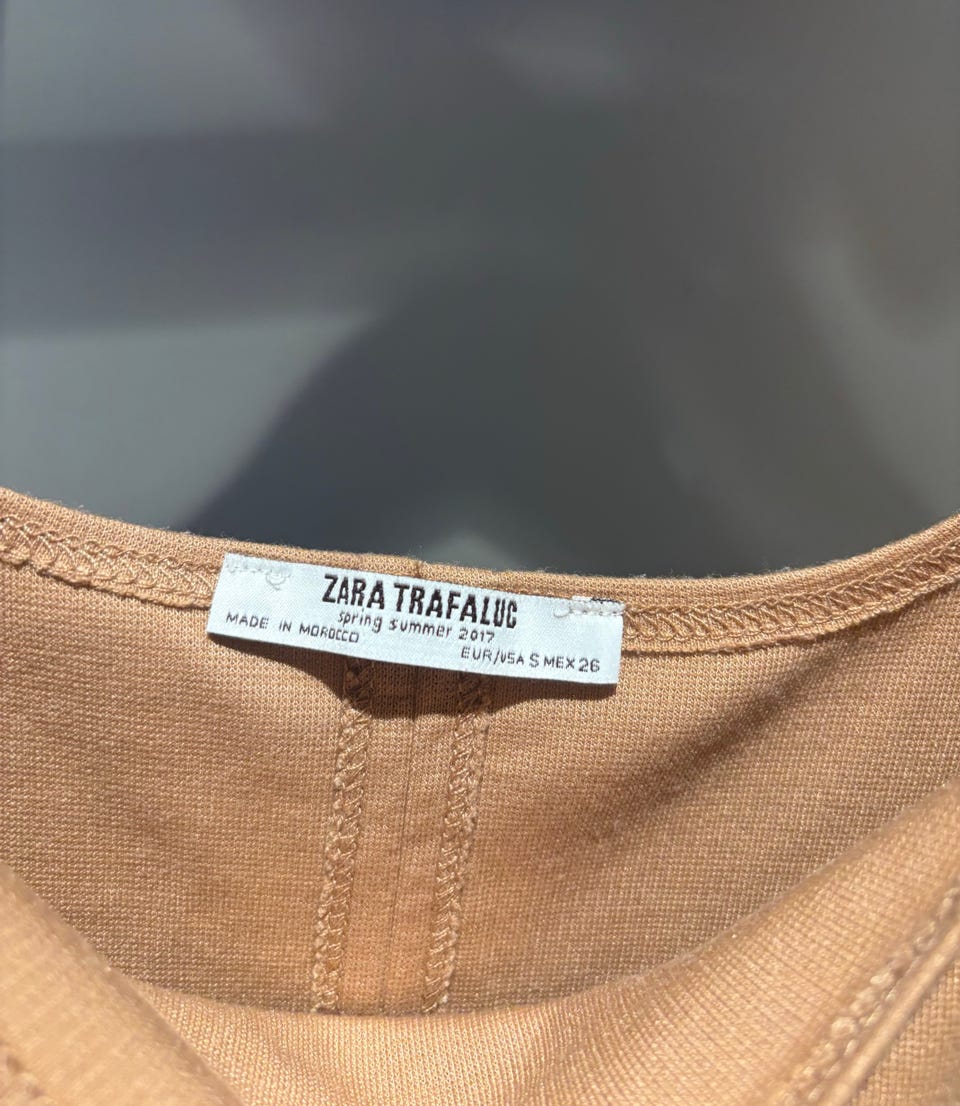 ZARA TRAFALUC
spring summer 2017
MADE IN MOROCCO
EUR/USA S MEX 26